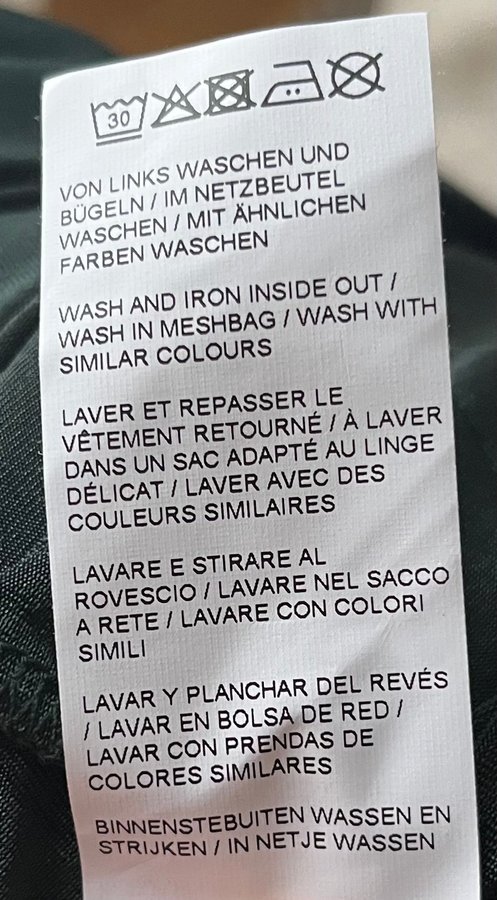 30
VON LINKS WASCHEN UND
BÜGELN / IM NETZBEUTEL
WASCHEN / MIT ÄHNLICHEN
FARBEN WASCHEN
WASH AND IRON INSIDE OUT /
WASH IN MESHBAG / WASH WITH
SIMILAR COLOURS
LAVER ET REPASSER LE
VÊTEMENT RETOURNÉ / À LAVER
DANS UN SAC ADAPTÉ AU LINGE
DÉLICAT / LAVER AVEC DES
COULEURS SIMILAIRES
LAVARE E STIRARE AL
ROVESCIO / LAVARE NEL SACCO
A RETE / LAVARE CON COLORI
SIMILI
LAVAR Y PLANCHAR DEL REVÉS
/ LAVAR EN BOLSA DE RED /
LAVAR CON PRENDAS DE
COLORES SIMILARES
BINNENSTEBUITEN WASSEN EN
STRIJKEN / IN NETJE WASSEN